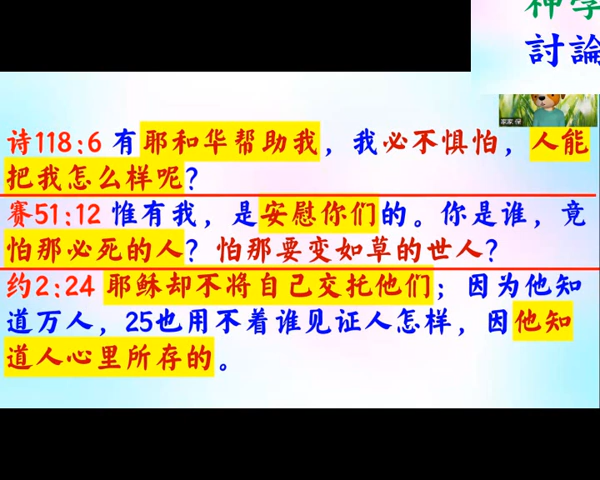 神学
討論
家家 保
诗118:6 有耶和华帮助我，我必不惧怕，人能
把我怎么样呢？
赛51:12 惟有我，是安慰你们的。你是谁，竟
怕那必死的人？怕那要变如草的世人？
约2:24 耶稣却不将自己交托他们；因为他知
道万人，25也用不着谁见证人怎样，因他知
道人心里所存的。